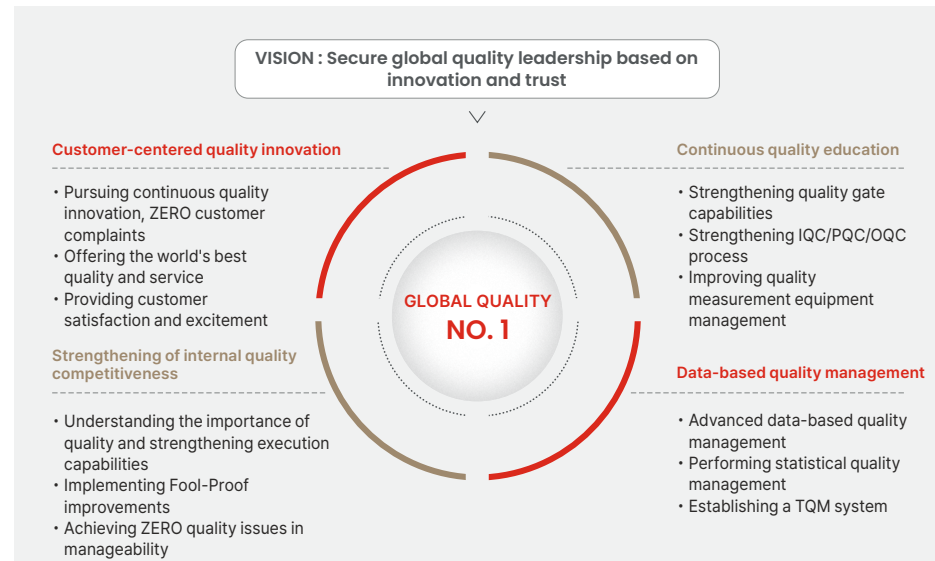 VISION : Secure global quality leadership based on
innovation and trust
Customer-centered quality innovation
• Pursuing continuous quality
innovation, ZERO customer
complaints
• Offering the world's best
quality and service
• Providing customer
satisfaction and excitement
Continuous quality education
• Strengthening quality gate
capabilities
• Strengthening IQC/PQC/OQC
process
• Improving quality
measurement equipment
management
GLOBAL QUALITY
NO. 1
Strengthening of internal quality
competitiveness
• Understanding the importance of
quality and strengthening execution
capabilities
• Implementing Fool-Proof
improvements
• Achieving ZERO quality issues in
manageability
Data-based quality management
• Advanced data-based quality
management
• Performing statistical quality
management
• Establishing a TQM system